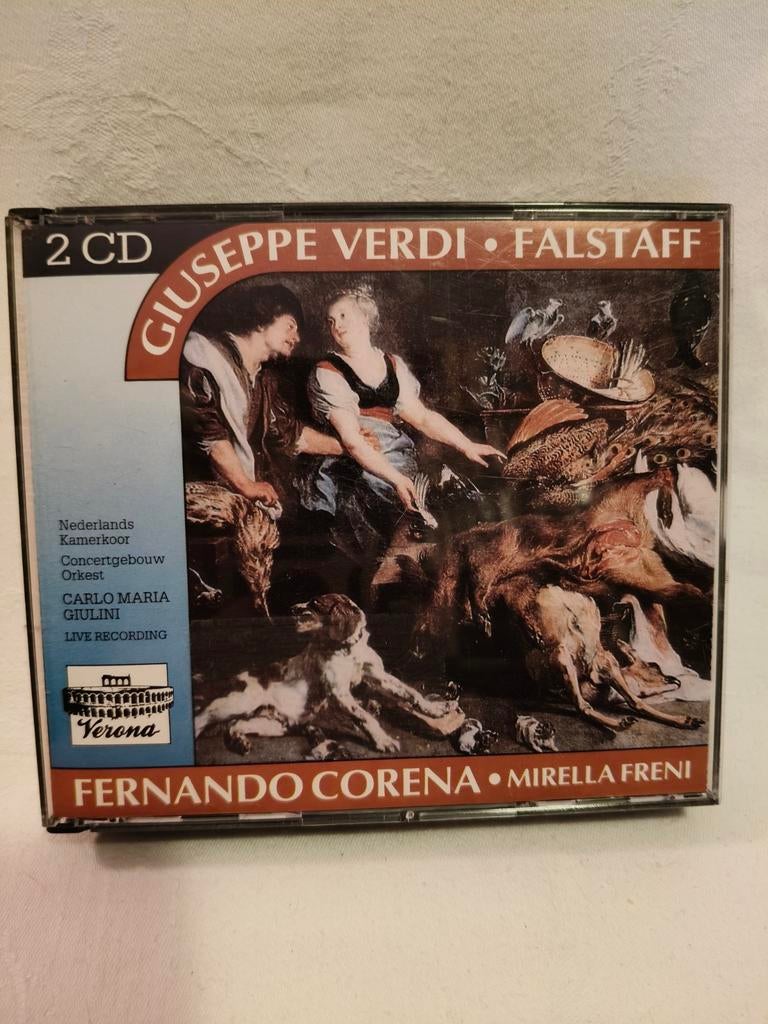 2 CD
GIUSEPPE VERDI • FALSTAFF
Nederlands
Kamerkoor
Concertgebouw
Orkest
CARLO MARIA
GIULINI
LIVE RECORDING
Verona
FERNANDO CORENA • MIRELLA FRENI